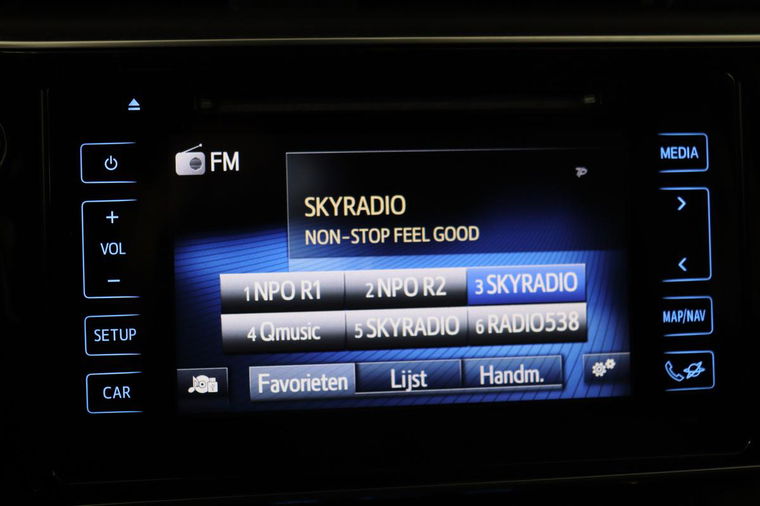 FM
MEDIA
TP
SKYRADIO
NON-STOP FEEL GOOD
+
VOL
−
1 NPO R1 2 NPO R2 3 SKYRADIO
4 Qmusic 5 SKYRADIO 6 RADIO538
SETUP
MAP/NAV
CAR
Favorieten Lijst Handm.